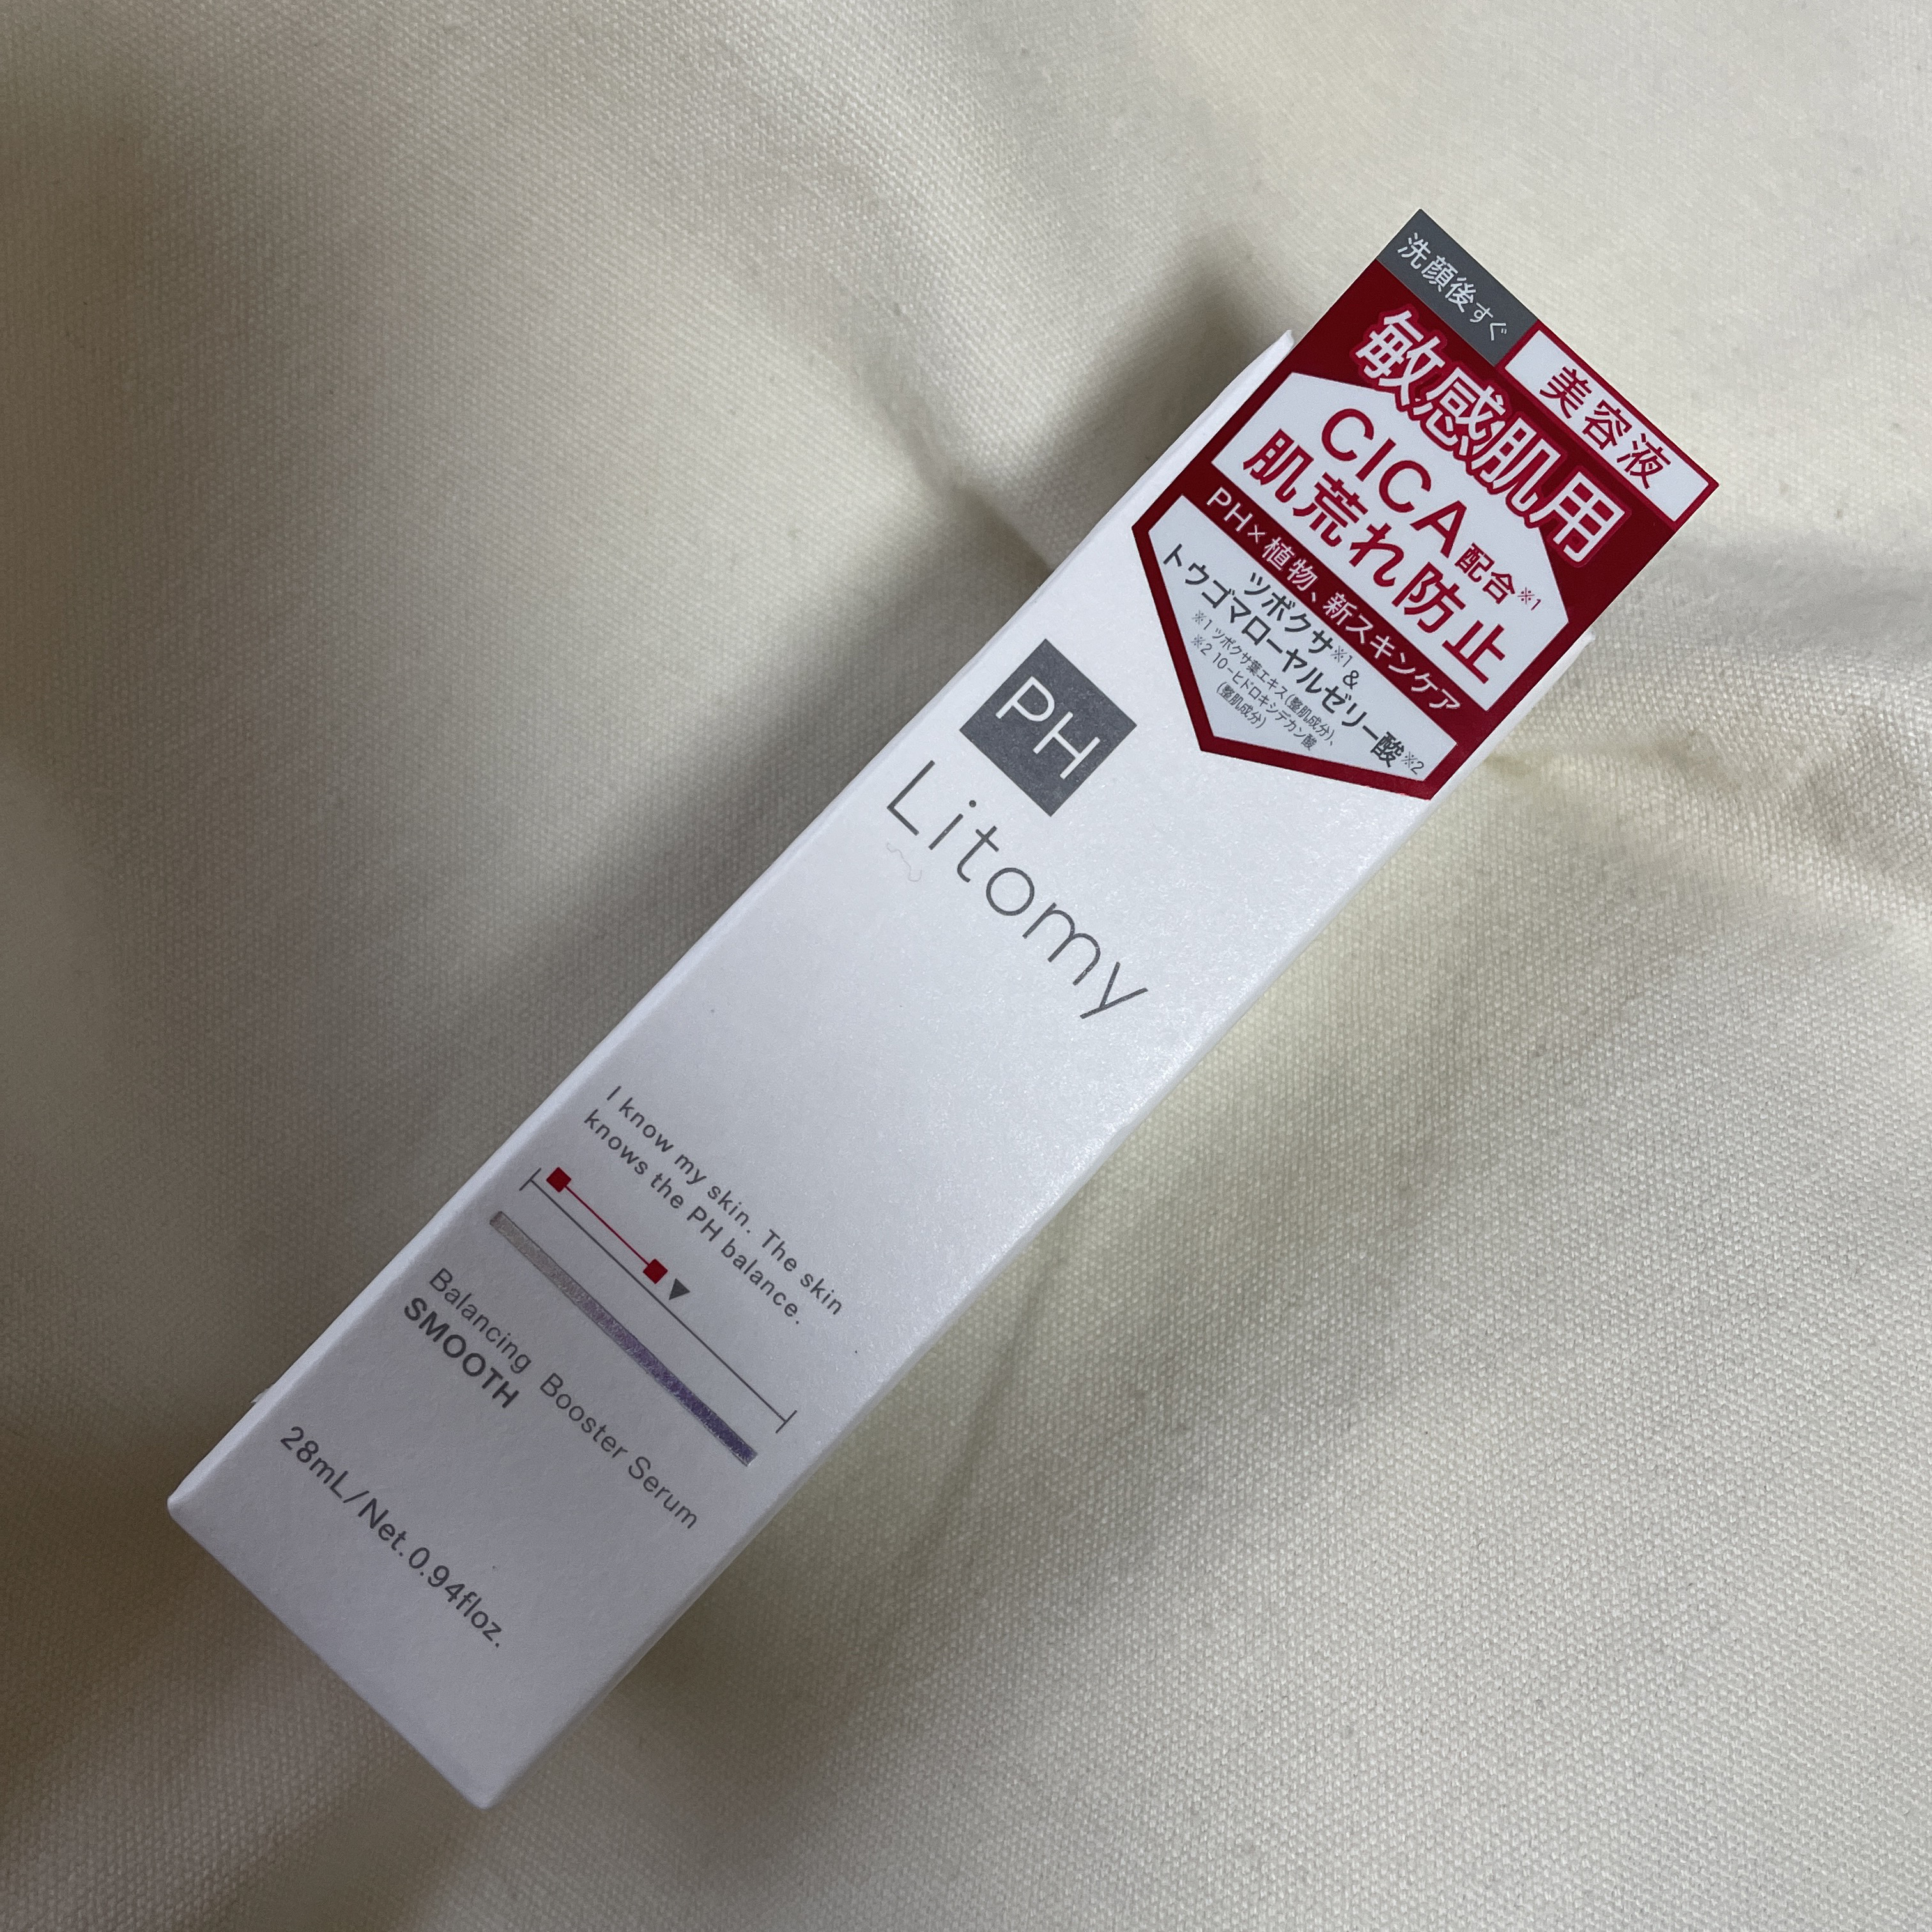 洗顔後すぐ
美容液
敏感肌用
CICA配合※1
肌荒れ防止
PH×植物、新スキンケア
ツボクサ※1&
トウゴマローヤルゼリー酸※2
※1 ツボクサ葉エキス(整肌成分)、
※2 10-ヒドロキシデカン酸
(整肌成分)
PH
Litomy
I know my skin. The skin
knows the PH balance.
Balancing Booster Serum
SMOOTH
28mL/Net.0.94floz.